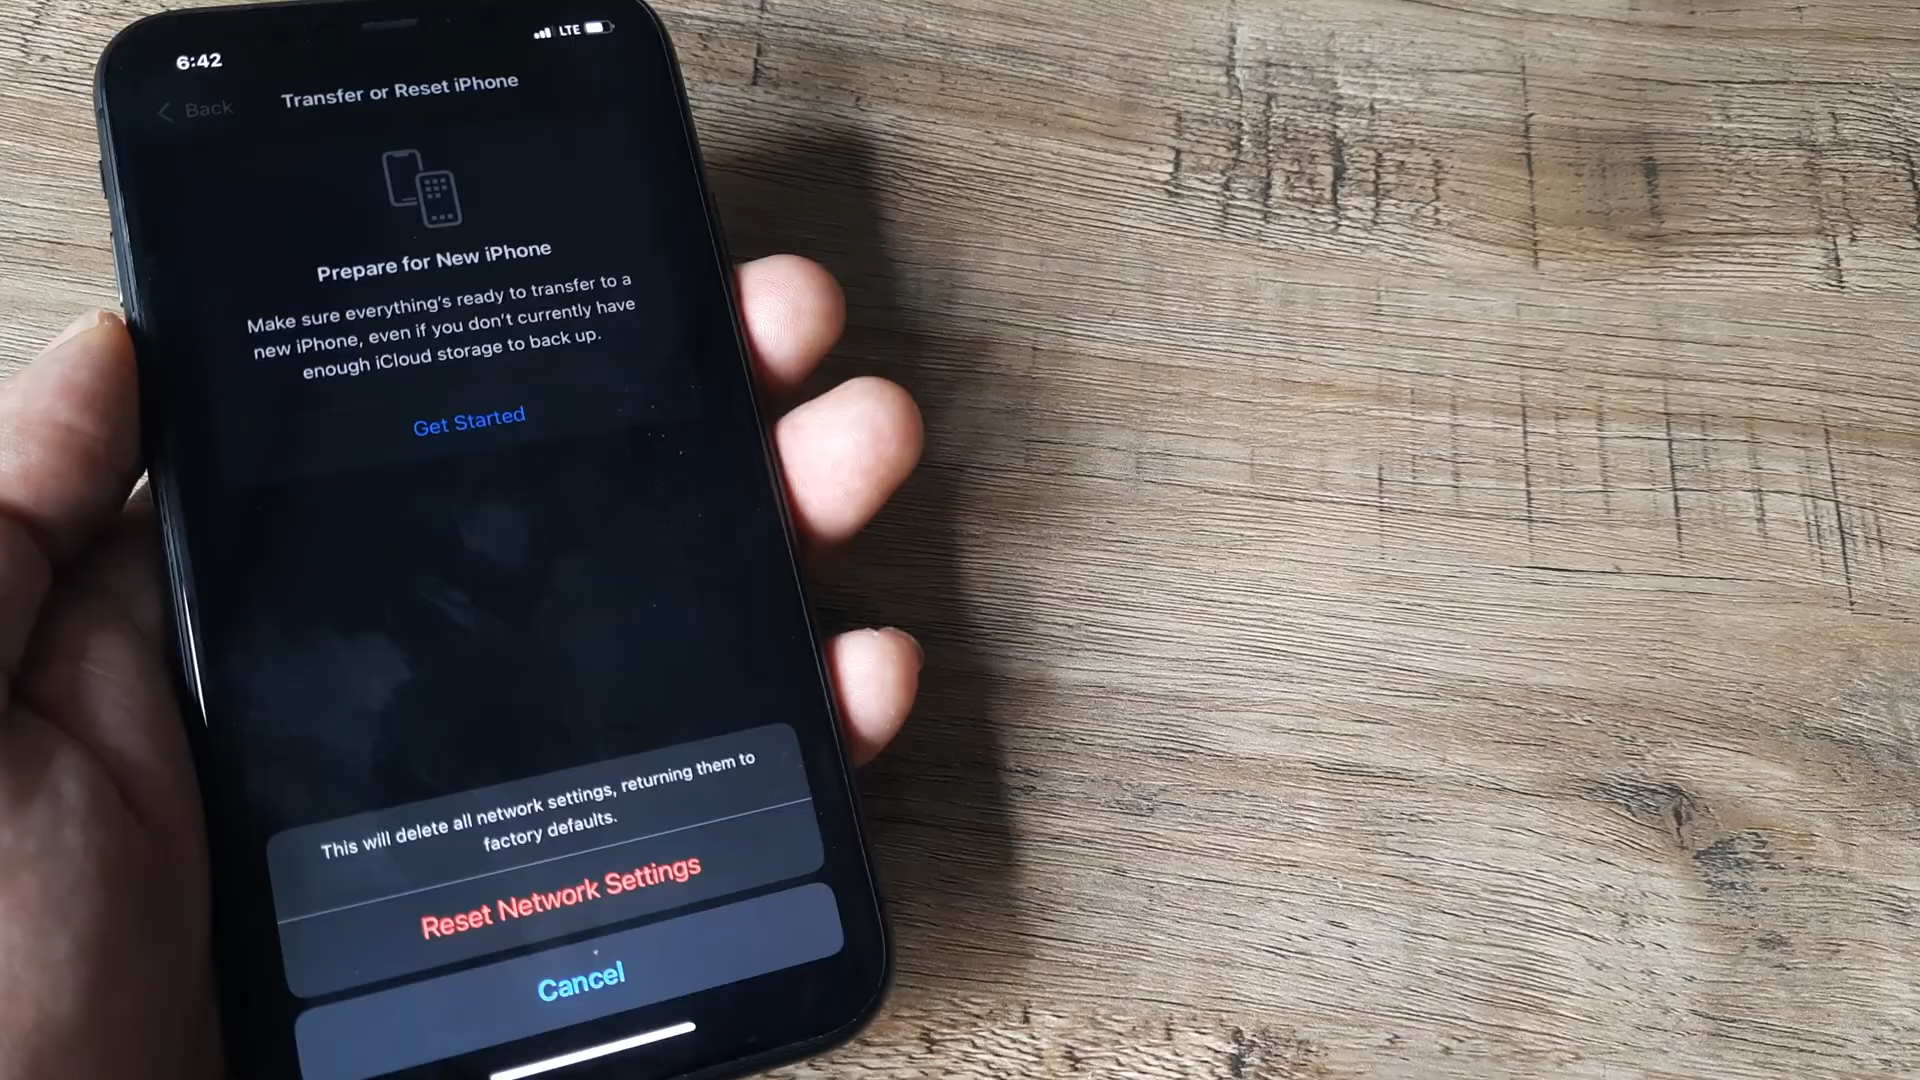 6:42
LTE
Back
Transfer or Reset iPhone
Prepare for New iPhone
Make sure everything's ready to transfer to a
new iPhone, even if you don't currently have
enough iCloud storage to back up.
Get Started
This will delete all network settings, returning them to
factory defaults.
Reset Network Settings
Cancel